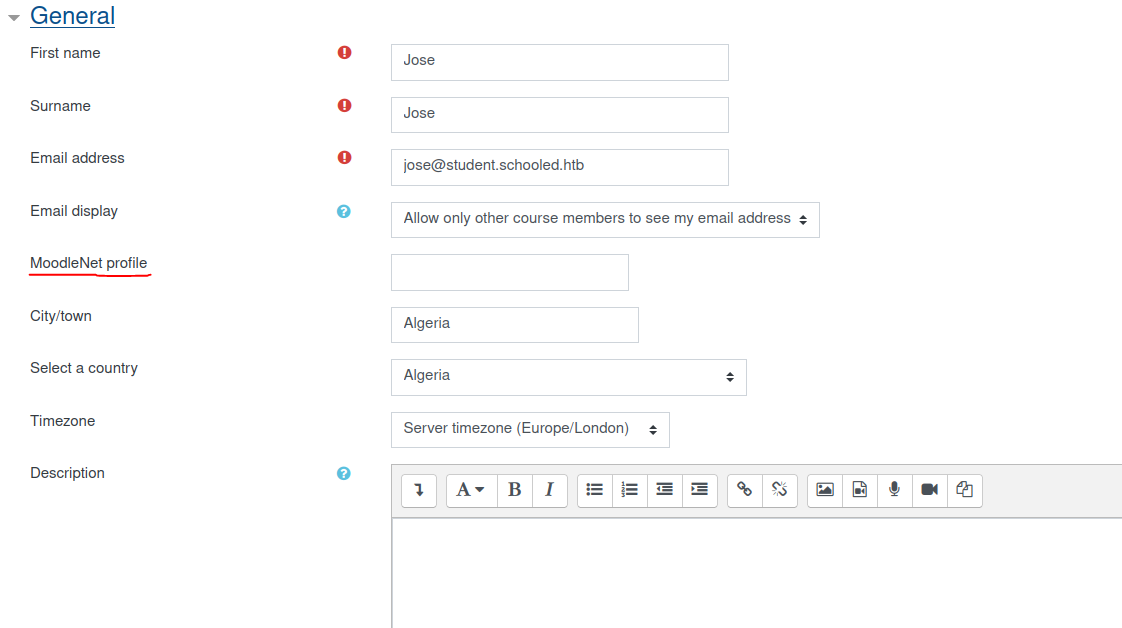 General
First name
Jose
Surname
Jose
Email address
jose@student.schooled.htb
Email display
Allow only other course members to see my email address
MoodleNet profile
City/town
Algeria
Select a country
Algeria
Timezone
Server timezone (Europe/London)
Description
A B I